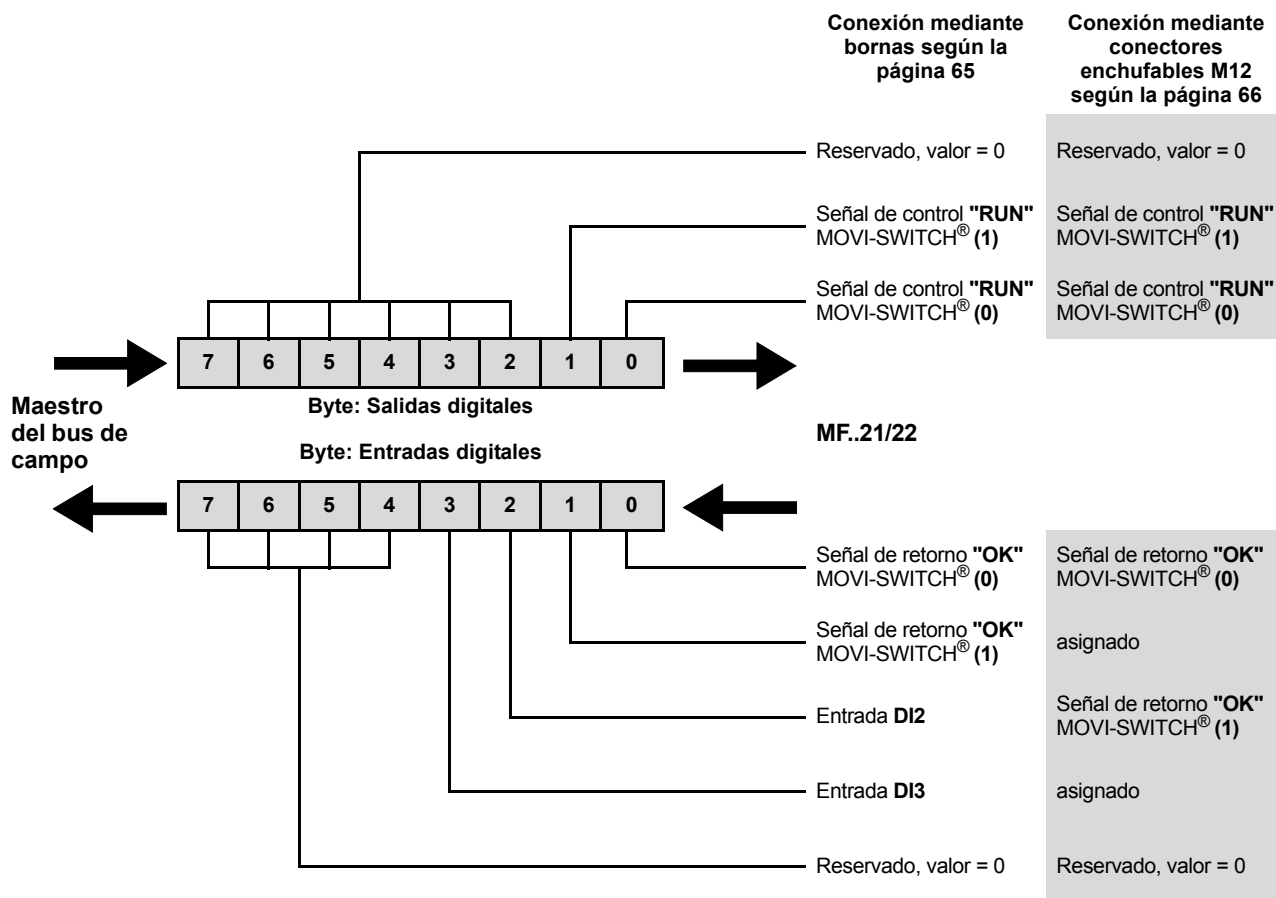 Conexión mediante
bornas según la
página 65
Conexión mediante
conectores
enchufables M12
según la página 66
Reservado, valor = 0
Reservado, valor = 0
Señal de control "RUN"
MOVI-SWITCH® (1)
Señal de control "RUN"
MOVI-SWITCH® (1)
Señal de control "RUN"
MOVI-SWITCH® (0)
Señal de control "RUN"
MOVI-SWITCH® (0)
7 6 5 4 3 2 1 0
Byte: Salidas digitales
Maestro
del bus de
campo
MF..21/22
Byte: Entradas digitales
7 6 5 4 3 2 1 0
Señal de retorno "OK"
MOVI-SWITCH® (0)
Señal de retorno "OK"
MOVI-SWITCH® (0)
Señal de retorno "OK"
MOVI-SWITCH® (1)
asignado
Entrada DI2
Señal de retorno "OK"
MOVI-SWITCH® (1)
Entrada DI3
asignado
Reservado, valor = 0
Reservado, valor = 0